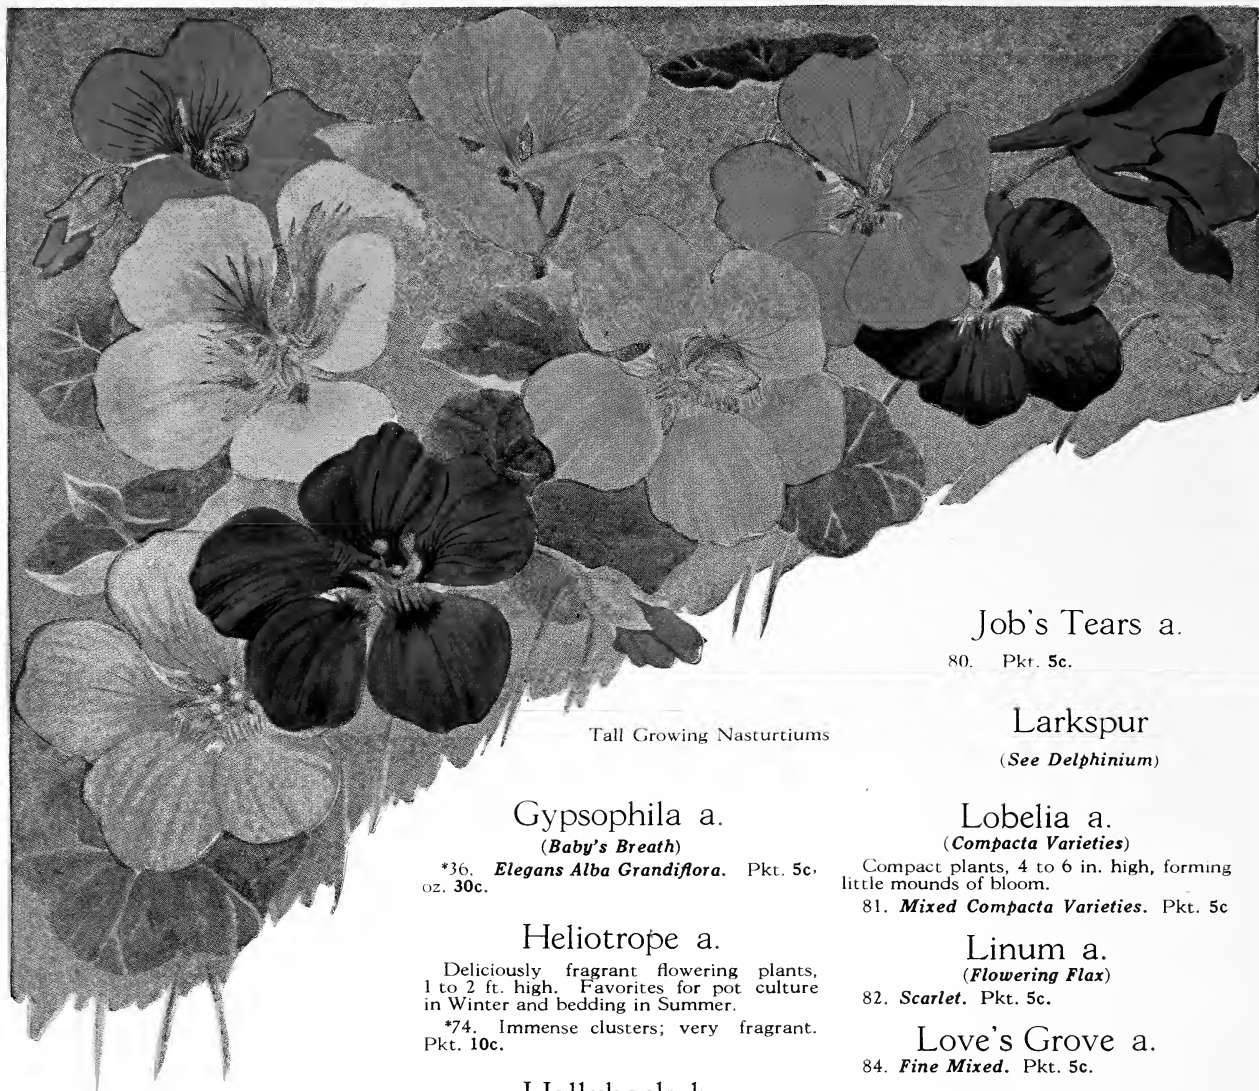 Tall Growing Nasturtiums
Gypsophila a.
(Baby's Breath)
*36. Elegans Alba Grandiflora. Pkt. 5c,
oz. 30c.
Heliotrope a.
Deliciously fragrant flowering plants,
1 to 2 ft. high. Favorites for pot culture
in Winter and bedding in Summer.
*74. Immense clusters; very fragrant.
Pkt. 10c.
Job's Tears a.
80. Pkt. 5c.
Larkspur
(See Delphinium)
Lobelia a.
(Compacta Varieties)
Compact plants, 4 to 6 in. high, forming
little mounds of bloom.
81. Mixed Compacta Varieties. Pkt. 5c
Linum a.
(Flowering Flax)
82. Scarlet. Pkt. 5c.
Love's Grove a.
84. Fine Mixed. Pkt. 5c.